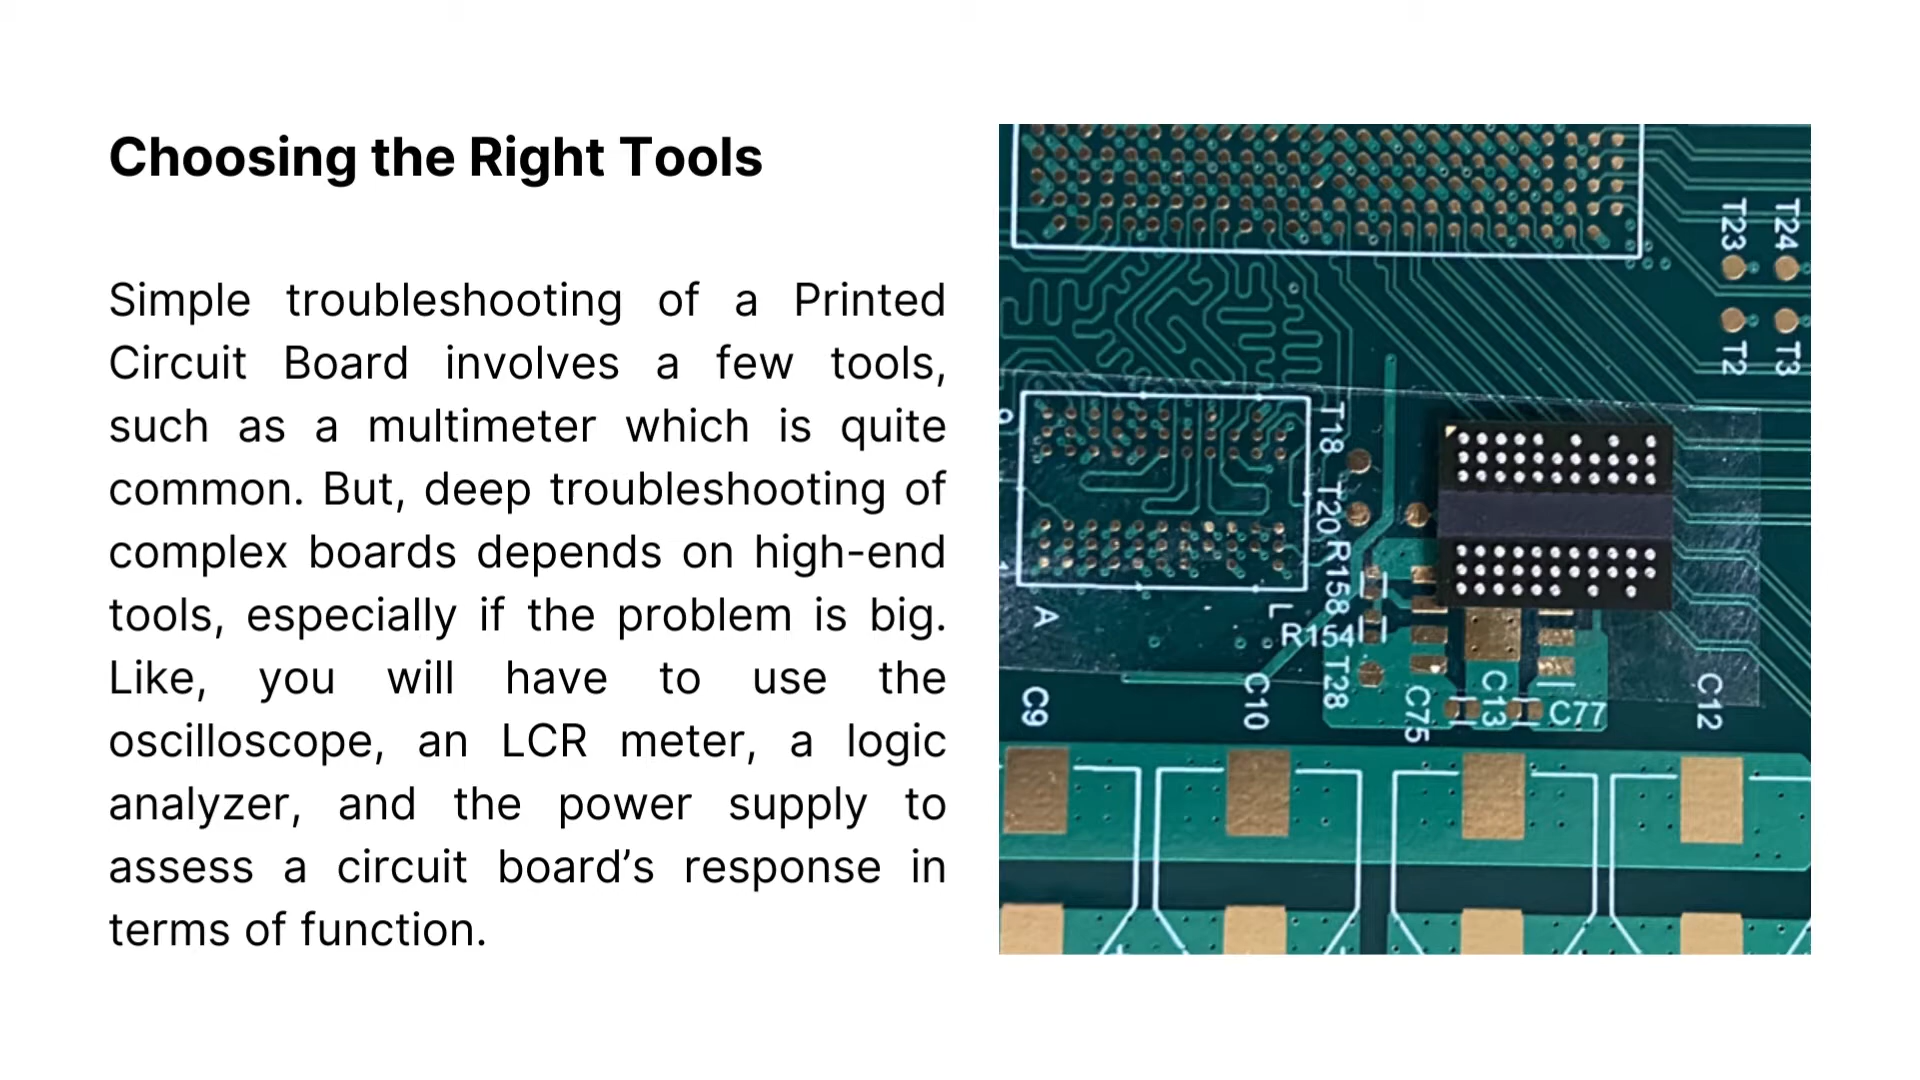 Choosing the Right Tools
Simple troubleshooting of a Printed
Circuit Board involves a few tools,
such as a multimeter which is quite
common. But, deep troubleshooting of
complex boards depends on high-end
tools, especially if the problem is big.
Like, you will have to use the
oscilloscope, an LCR meter, a logic
analyzer, and the power supply to
assess a circuit board’s response in
terms of function.
T23
T24
T2
T3
T18
T20
R158
A
L
R154
T28
C9
C10
C75
C13
C77
C12